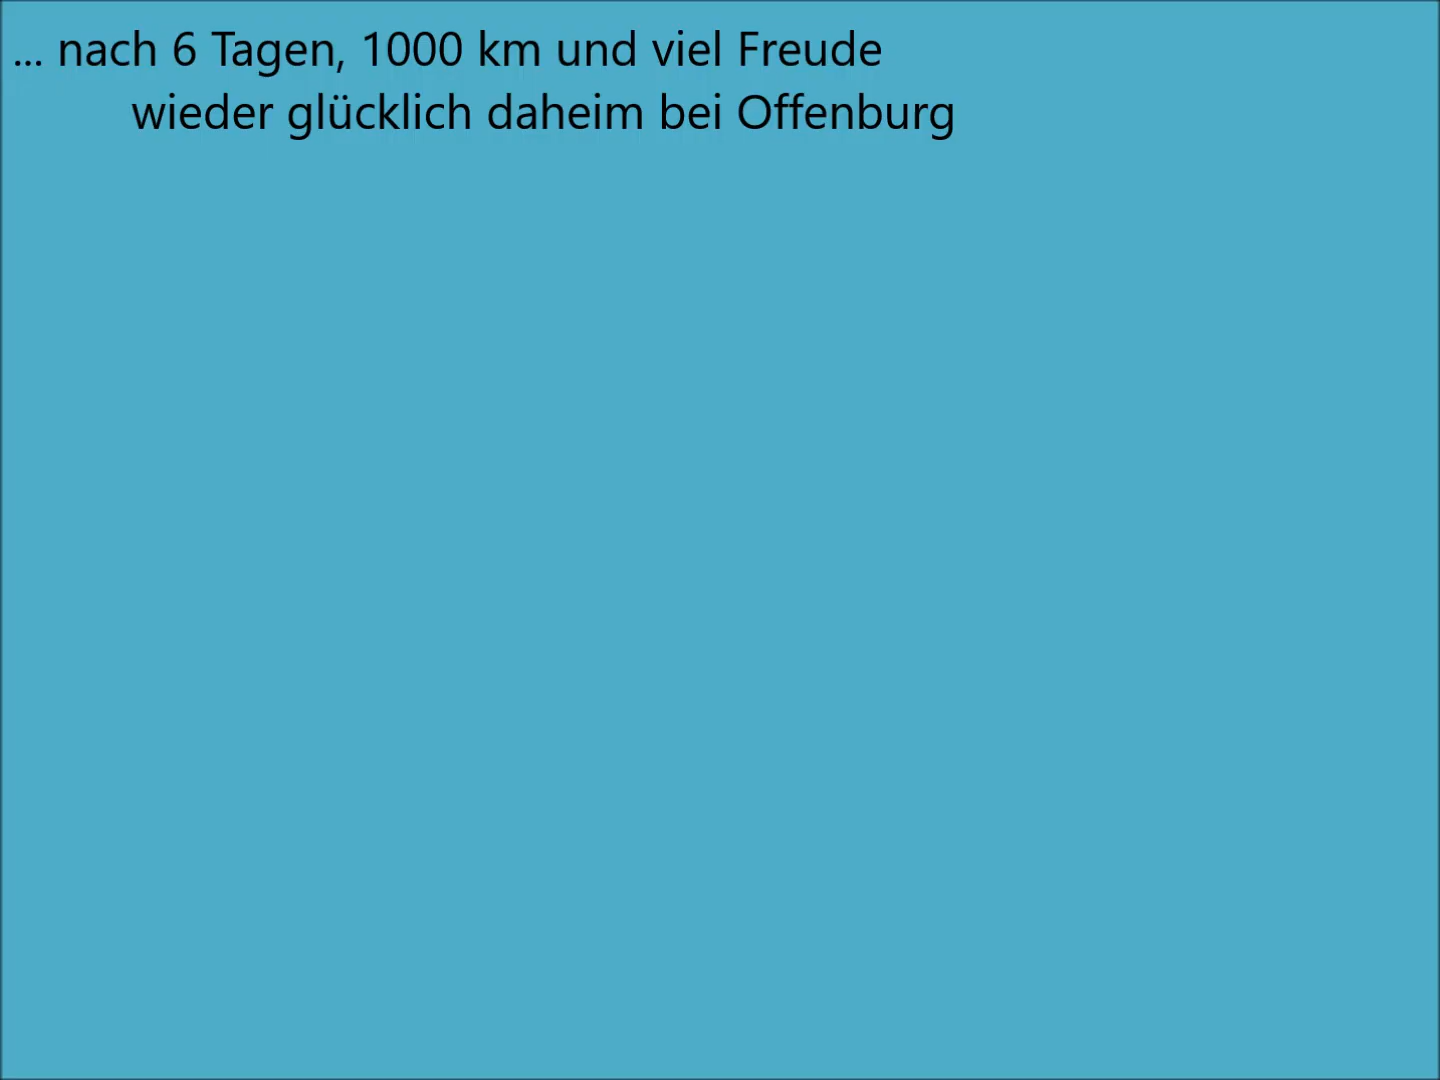 ... nach 6 Tagen, 1000 km und viel Freude
wieder glücklich daheim bei Offenburg